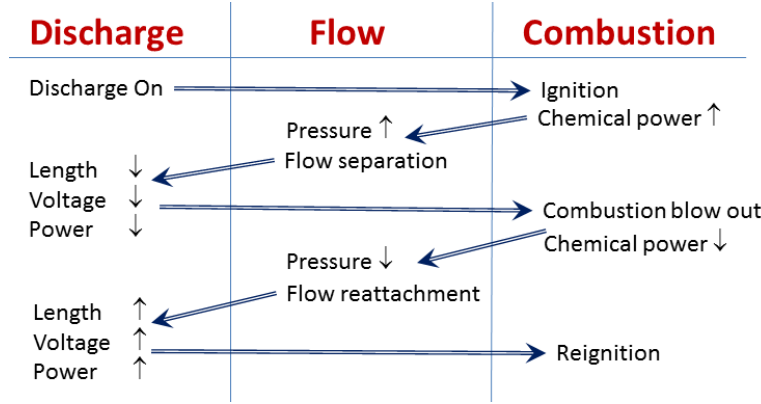 Discharge Flow Combustion
Discharge On
Ignition
Chemical power ↑
Pressure ↑
Flow separation
Length ↓
Voltage ↓
Power ↓
Combustion blow out
Chemical power ↓
Pressure ↓
Flow reattachment
Length ↑
Voltage ↑
Power ↑
Reignition